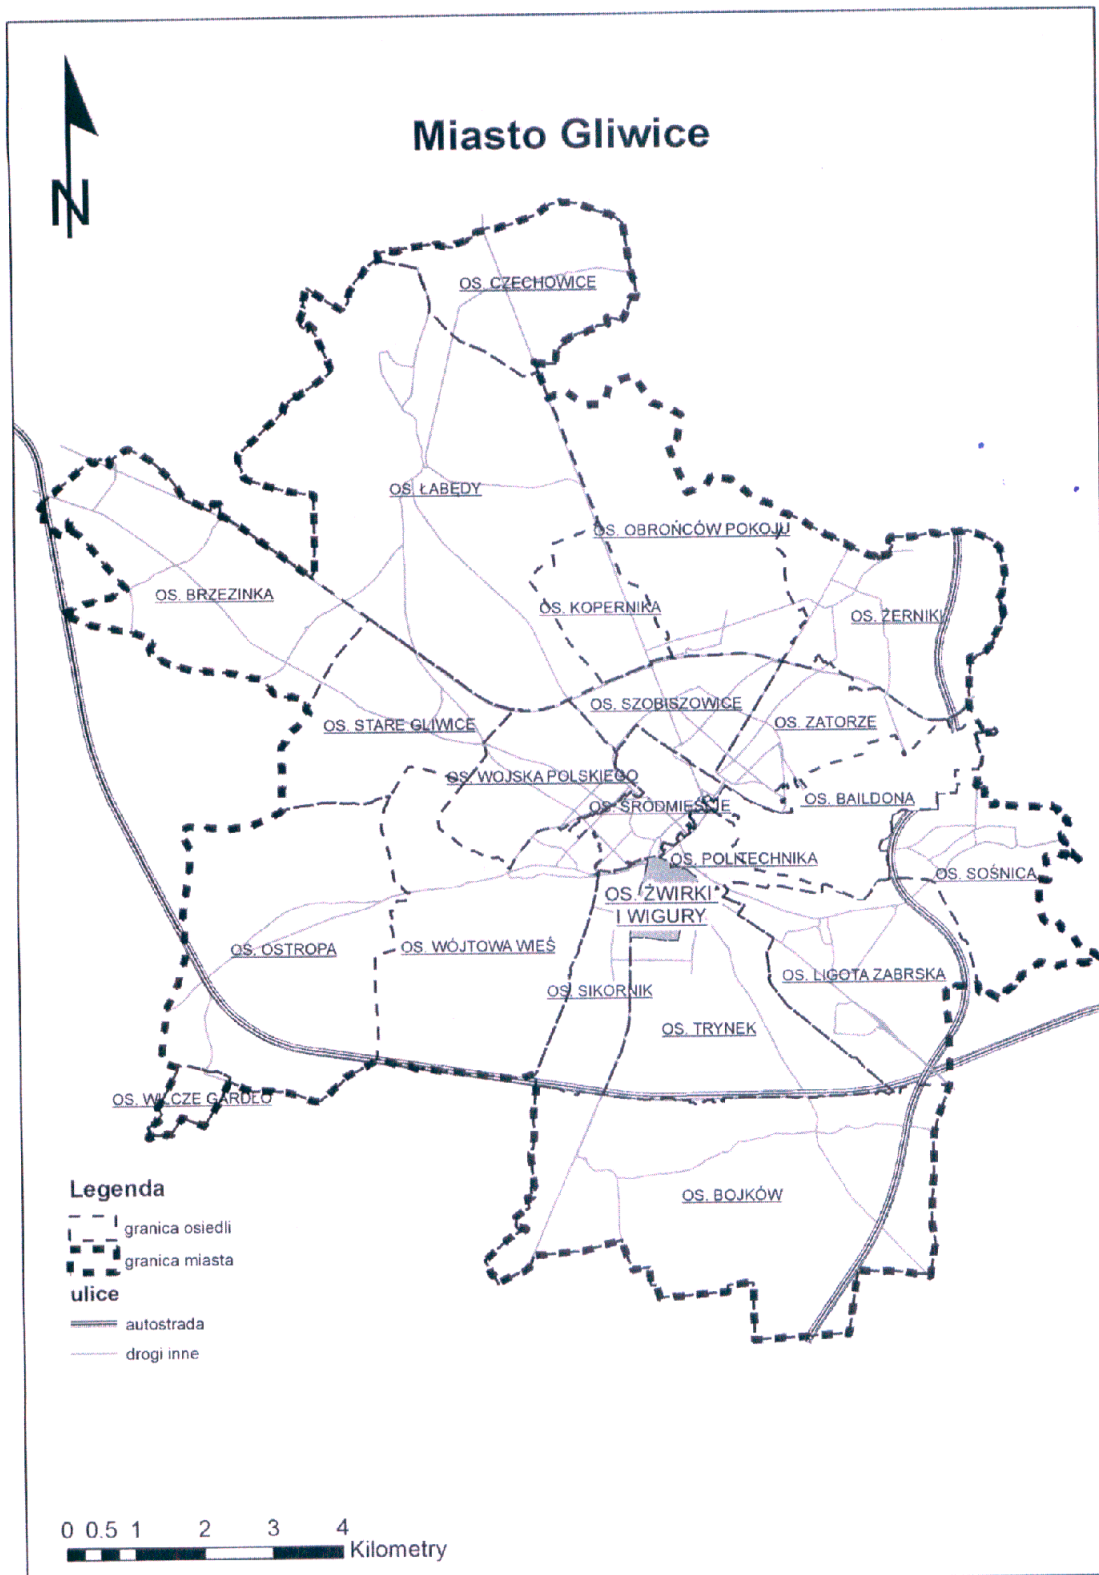 Miasto Gliwice
N
OS. CZECHOWICE
OS. ŁABĘDY
OS. OBROŃCÓW POKOJU
OS. BRZEZINKA
OS. KOPERNIKA
OS. ŻERNIKI
OS. SZOBISZOWICE
OS. STARE GLIWICE
OS. ZATORZE
OS. WOJSKA POLSKIEGO
OS. ŚRÓDMIEŚCIE
OS. BAILDONA
OS. POLITECHNIKA
OS. SOŚNICA
OS. ŻWIRKI
I WIGURY
OS. OSTROPA
OS. WÓJTOWA WIEŚ
OS. LIGOTA ZABRSKA
OS. SIKORNIK
OS. TRYNEK
OS. WILCZE GARDŁO
OS. BOJKÓW
Legenda
granica osiedli
granica miasta
ulice
autostrada
drogi inne
0 0.5 1 2 3 4
Kilometry